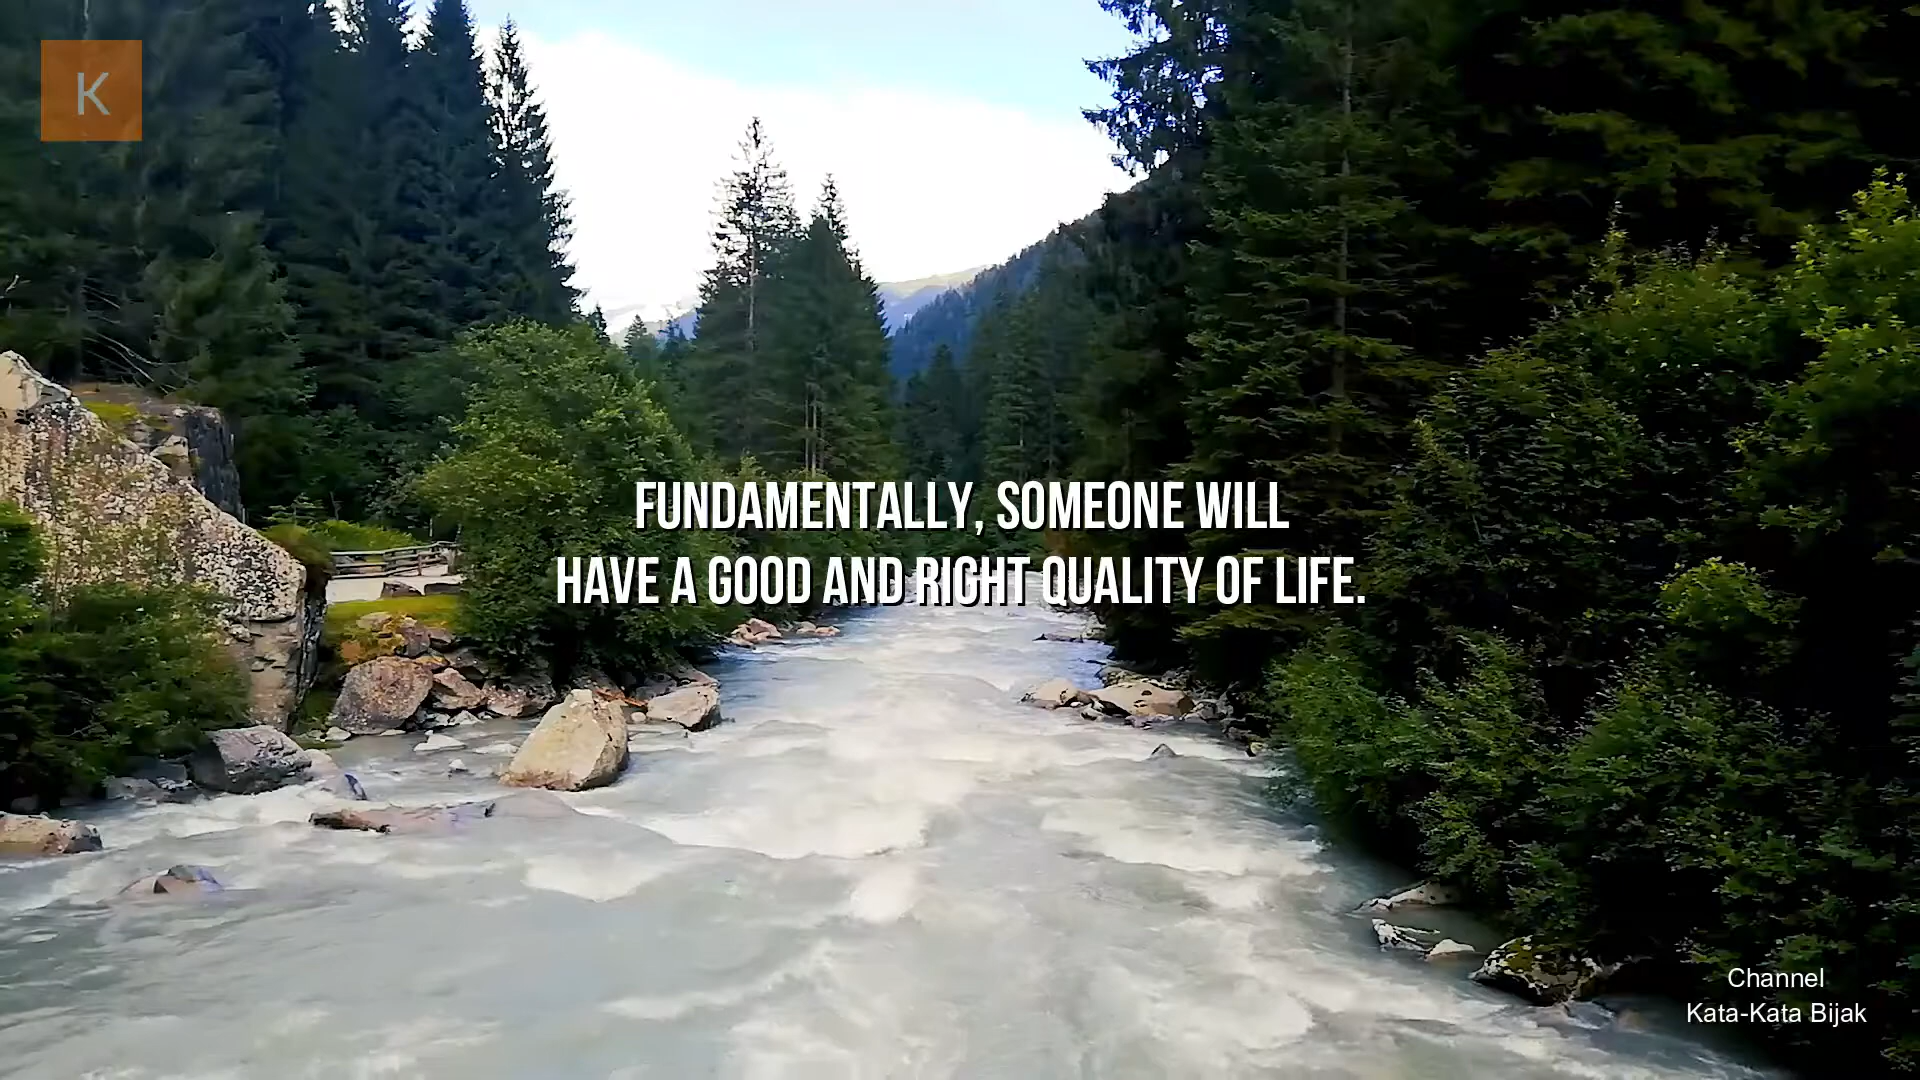 K
FUNDAMENTALLY, SOMEONE WILL
HAVE A GOOD AND RIGHT QUALITY OF LIFE.
Channel
Kata-Kata Bijak